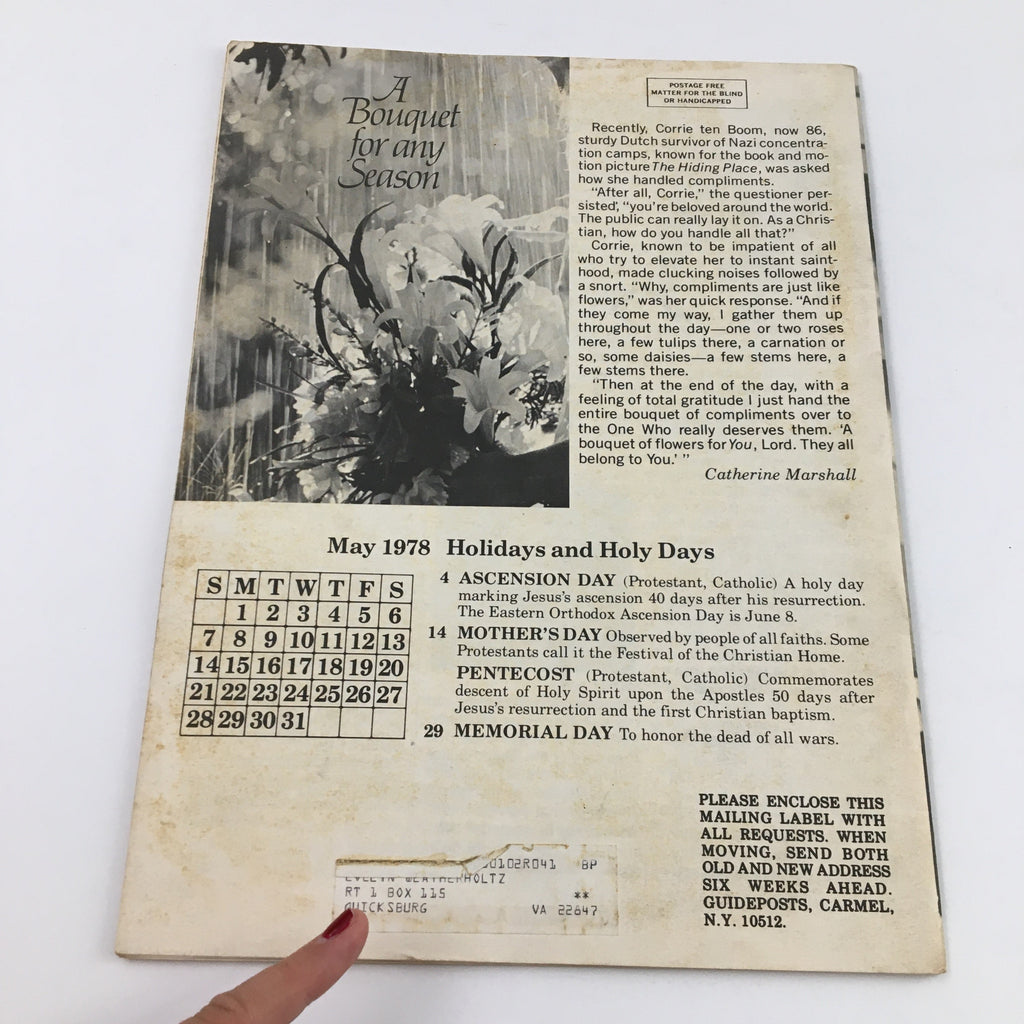 A
Bouquet
for any
Season
POSTAGE FREE
MATTER FOR THE BLIND
OR HANDICAPPED
Recently, Corrie ten Boom, now 86,
sturdy Dutch survivor of Nazi concentra-
tion camps, known for the book and mo-
tion picture The Hiding Place, was asked
how she handled compliments.
"After all, Corrie," the questioner per-
sisted, "you're beloved around the world.
The public can really lay it on. As a Chris-
tian, how do you handle all that?"
Corrie, known to be impatient of all
who try to elevate her to instant saint-
hood, made clucking noises followed by
a snort. "Why, compliments are just like
flowers," was her quick response. "And if
they come my way, I gather them up
throughout the day—one or two roses
here, a few tulips there, a carnation or
so, some daisies—a few stems here, a
few stems there.
"Then at the end of the day, with a
feeling of total gratitude I just hand the
entire bouquet of compliments over to
the One Who really deserves them. 'A
bouquet of flowers for You, Lord. They all
belong to You.' "
Catherine Marshall
May 1978 Holidays and Holy Days
S M T W T F S
1 2 3 4 5 6
7 8 9 10 11 12 13
14 15 16 17 18 19 20
21 22 23 24 25 26 27
28 29 30 31
4 ASCENSION DAY (Protestant, Catholic) A holy day
marking Jesus's ascension 40 days after his resurrection.
The Eastern Orthodox Ascension Day is June 8.
14 MOTHER'S DAY Observed by people of all faiths. Some
Protestants call it the Festival of the Christian Home.
PENTECOST (Protestant, Catholic) Commemorates
descent of Holy Spirit upon the Apostles 50 days after
Jesus's resurrection and the first Christian baptism.
29 MEMORIAL DAY To honor the dead of all wars.
PLEASE ENCLOSE THIS
MAILING LABEL WITH
ALL REQUESTS. WHEN
MOVING, SEND BOTH
OLD AND NEW ADDRESS
SIX WEEKS AHEAD.
GUIDEPOSTS, CARMEL,
N.Y. 10512.
0102R041 BP
EVELYN WEATHERHOLTZ
RT 1 BOX 115 **
QUICKSBURG VA 22847